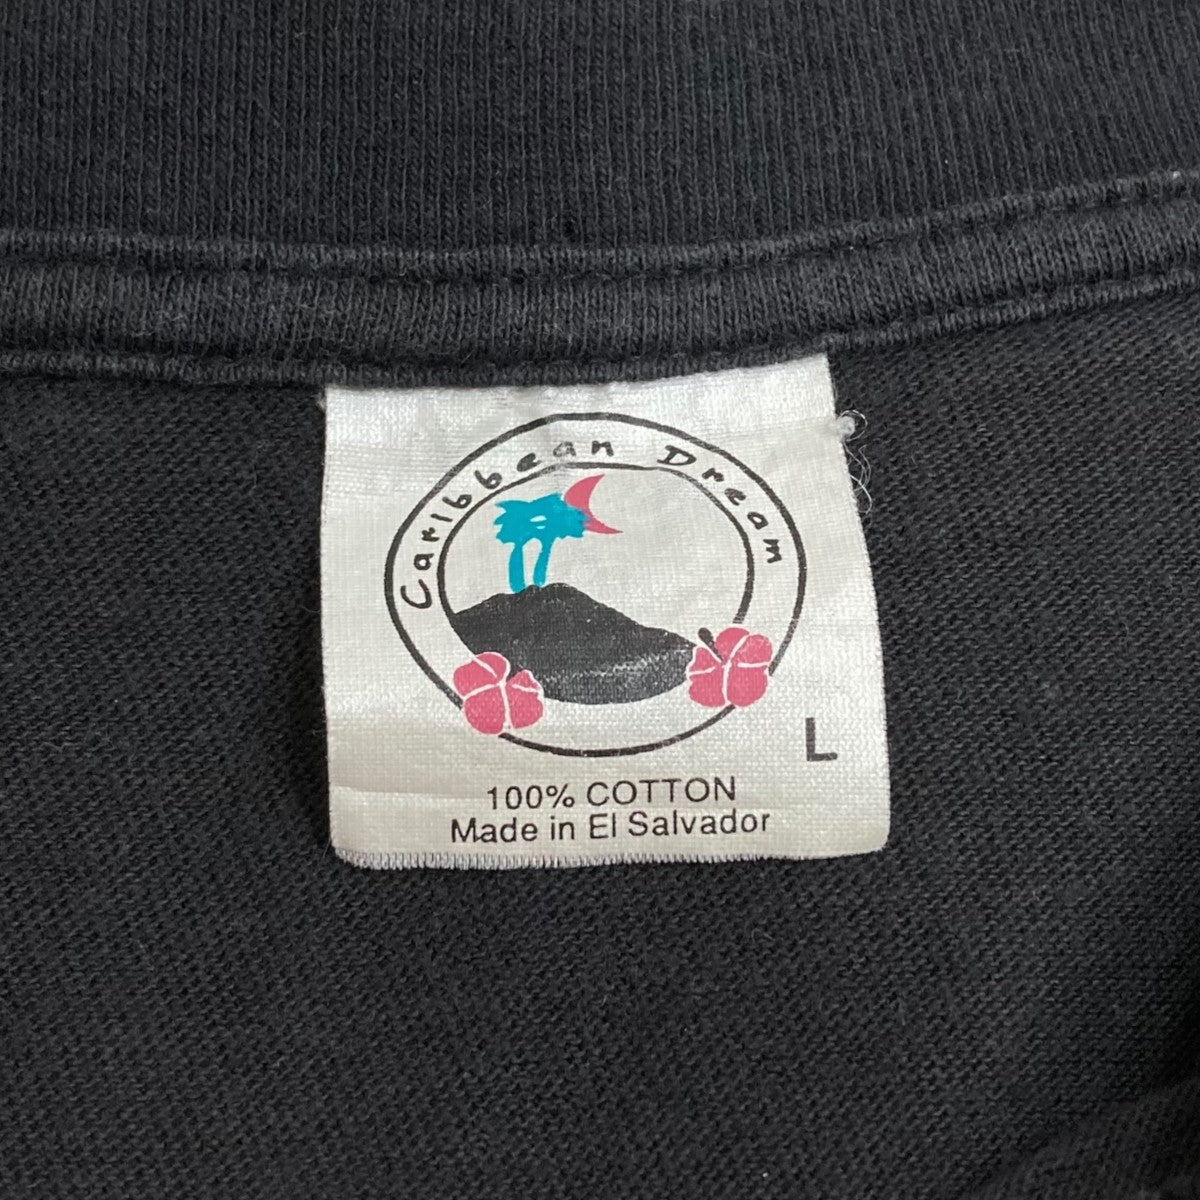 Caribbean Dream
L
100% COTTON
Made in El Salvador